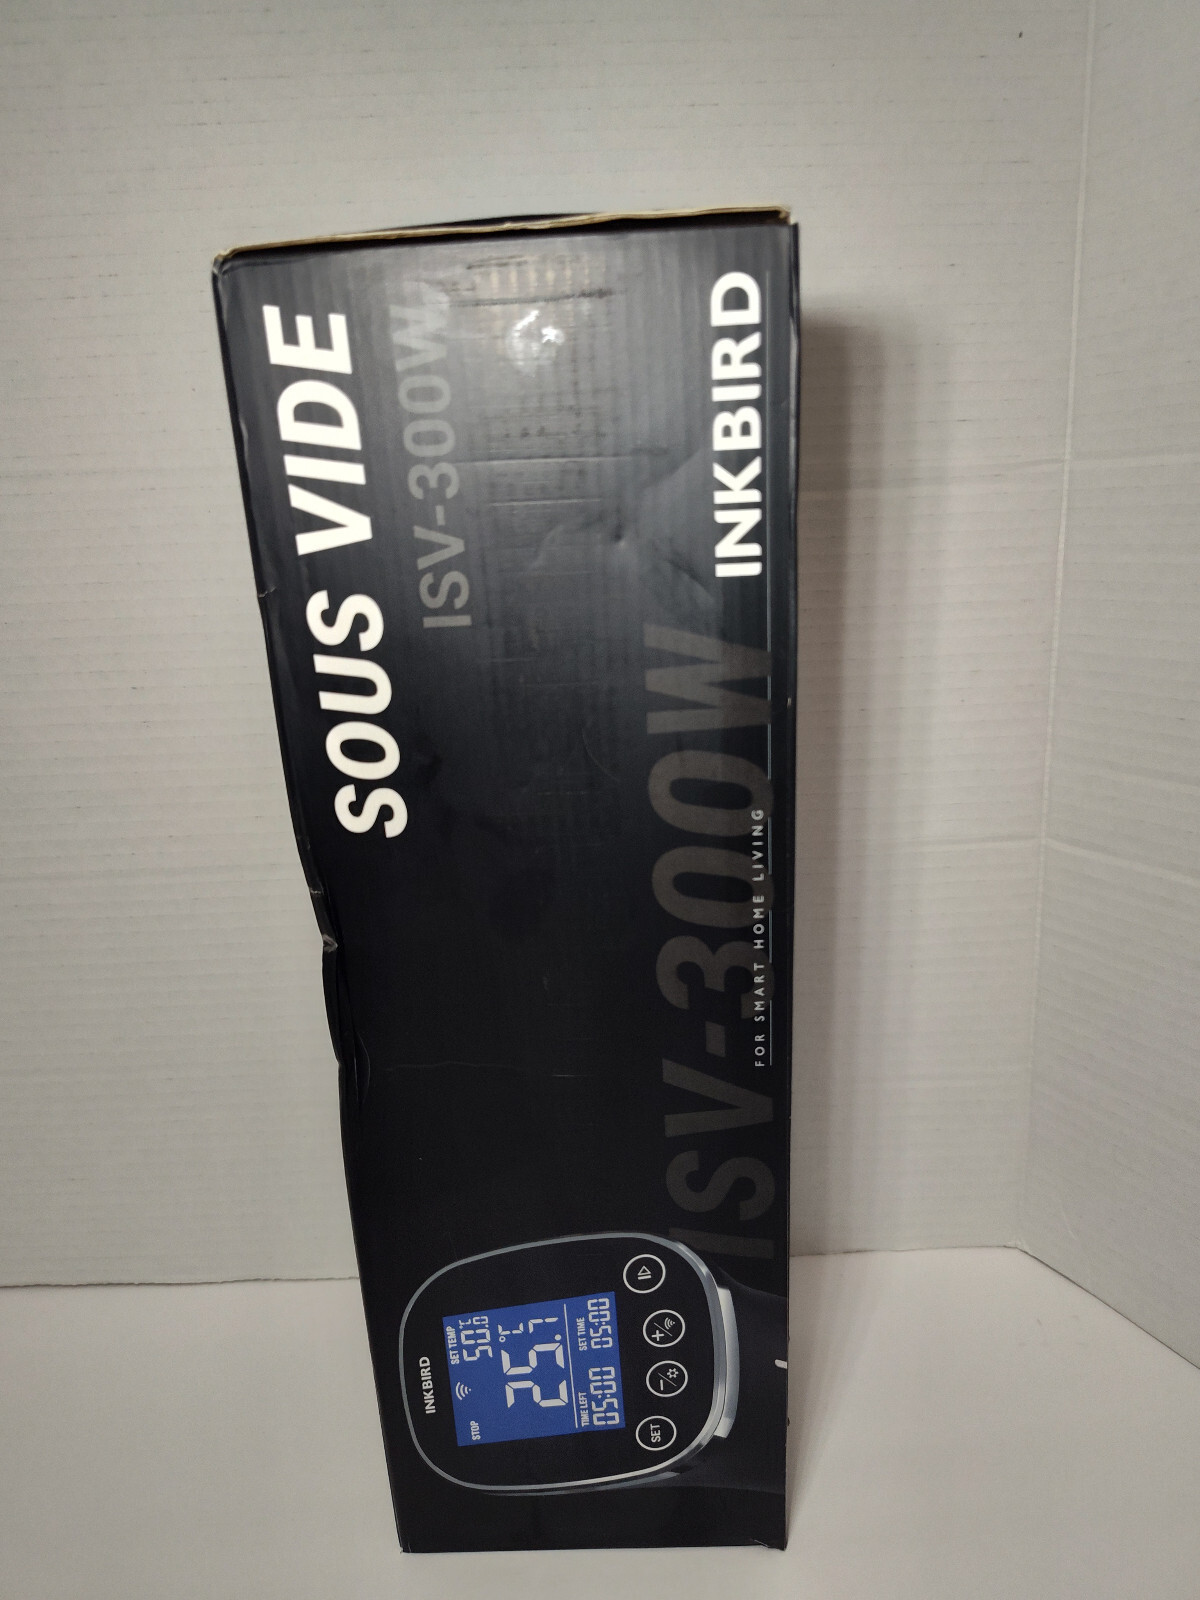 SOUS VIDE
ISV-300W
INKBIRD
ISV-300W
FOR SMART HOME LIVING
INKBIRD
STOP
SET TEMP
50.0°C
25.1°C
TIME LEFT
SET TIME
05:00
05:00
SET